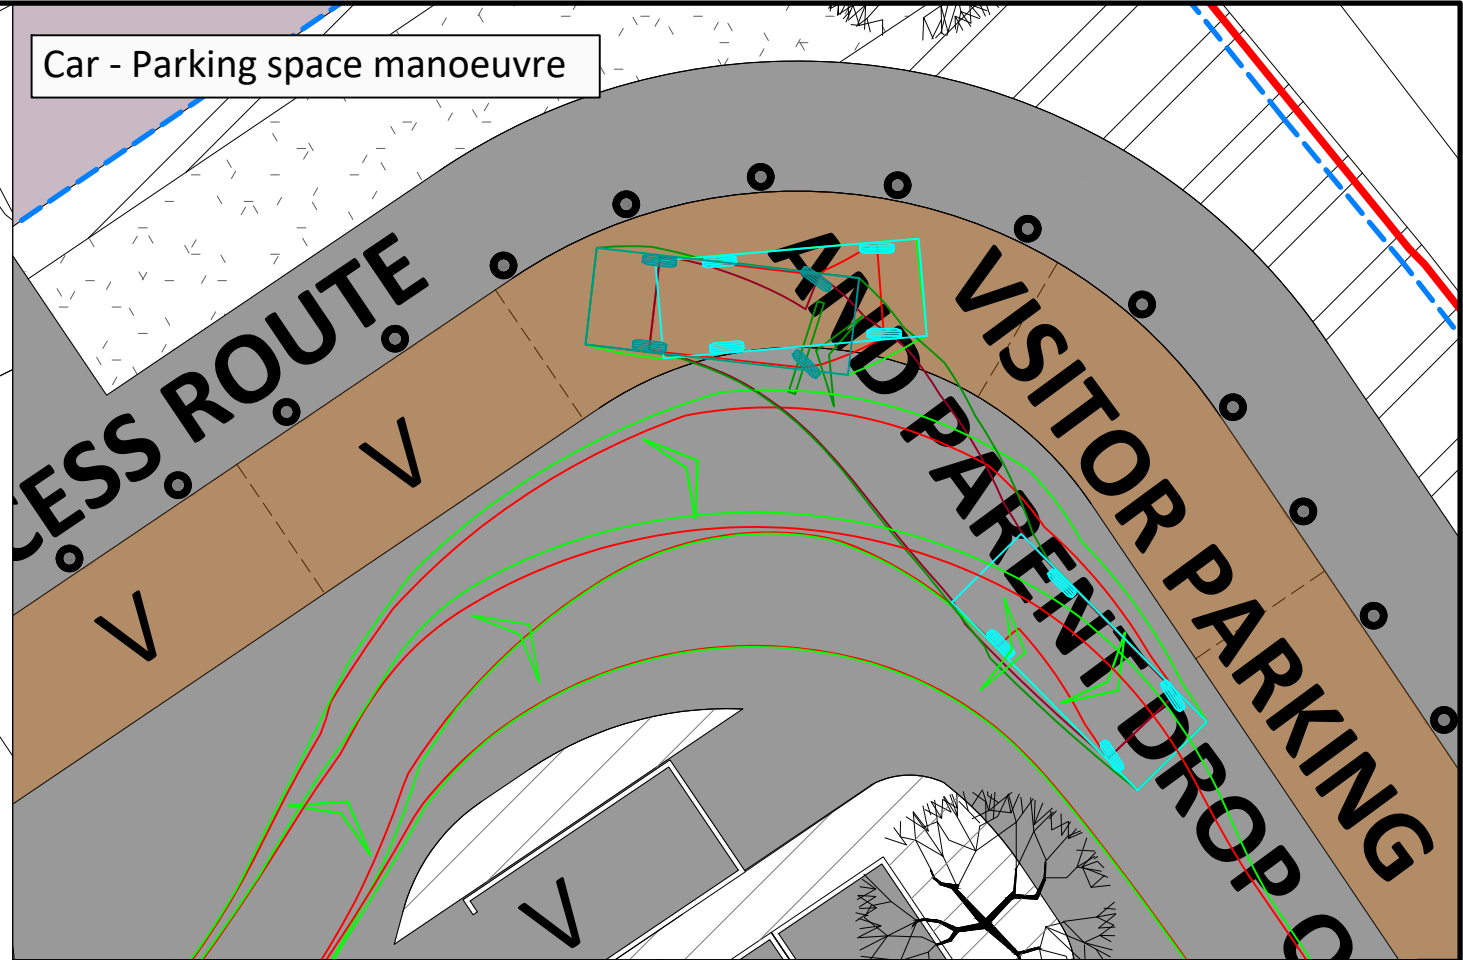 Car - Parking space manoeuvre
CESS ROUTE
VISITOR PARKING
AND PARENT DROP O
V
V
V